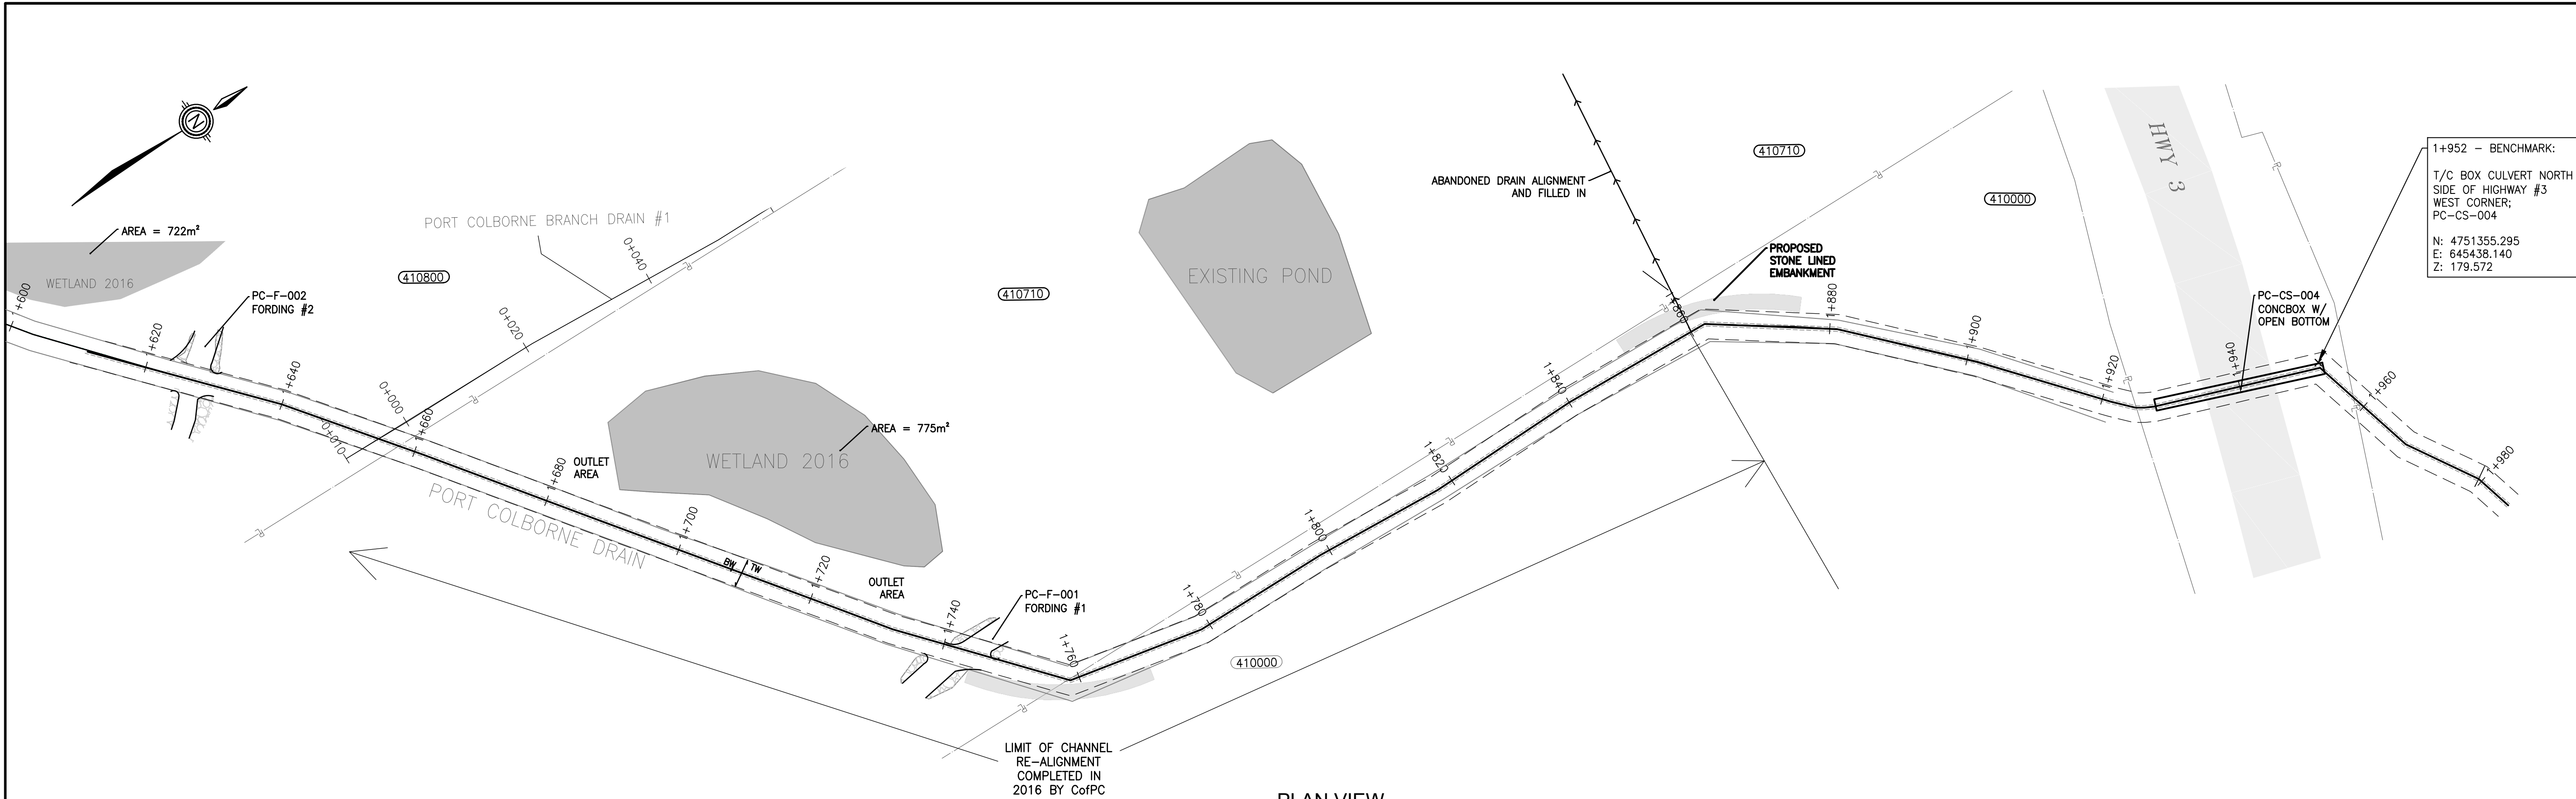 N
AREA = 722m²
WETLAND 2016
PC-F-002
FORDING #2
410800
PORT COLBORNE BRANCH DRAIN #1
0+040
0+020
0+000
0+010
1+600
1+620
1+640
1+660
1+680
OUTLET
AREA
PORT COLBORNE DRAIN
1+700
BW
TW
1+720
WETLAND 2016
AREA = 775m²
OUTLET
AREA
1+740
PC-F-001
FORDING #1
1+760
1+780
1+800
1+820
1+840
1+860
410710
EXISTING POND
ABANDONED DRAIN ALIGNMENT
AND FILLED IN
410710
PROPOSED
STONE LINED
EMBANKMENT
1+880
1+900
1+920
410000
410000
HWY 3
1+940
PC-CS-004
CONCBOX W/
OPEN BOTTOM
1+960
1+980
1+952 – BENCHMARK:
T/C BOX CULVERT NORTH
SIDE OF HIGHWAY #3
WEST CORNER;
PC-CS-004
N: 4751355.295
E: 645438.140
Z: 179.572
LIMIT OF CHANNEL
RE-ALIGNMENT
COMPLETED IN
2016 BY CofPC
PLAN VIEW